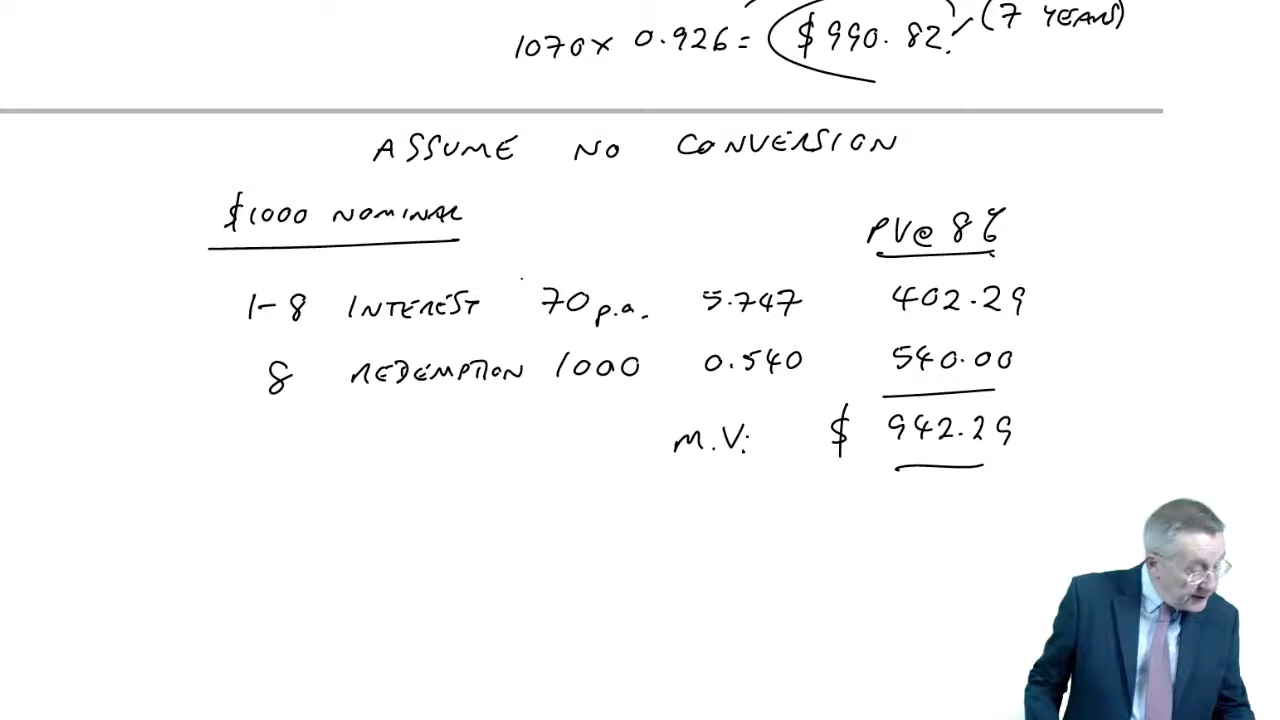 1070 x 0.926 = $990.82. (7 YEARS)
ASSUME NO CONVERSION
$1000 NOMINAL
PV@ 8%
1-8 INTEREST 70 p.a. 5.747 402.29
8 REDEMPTION 1000 0.540 540.00
M.V: $ 942.29